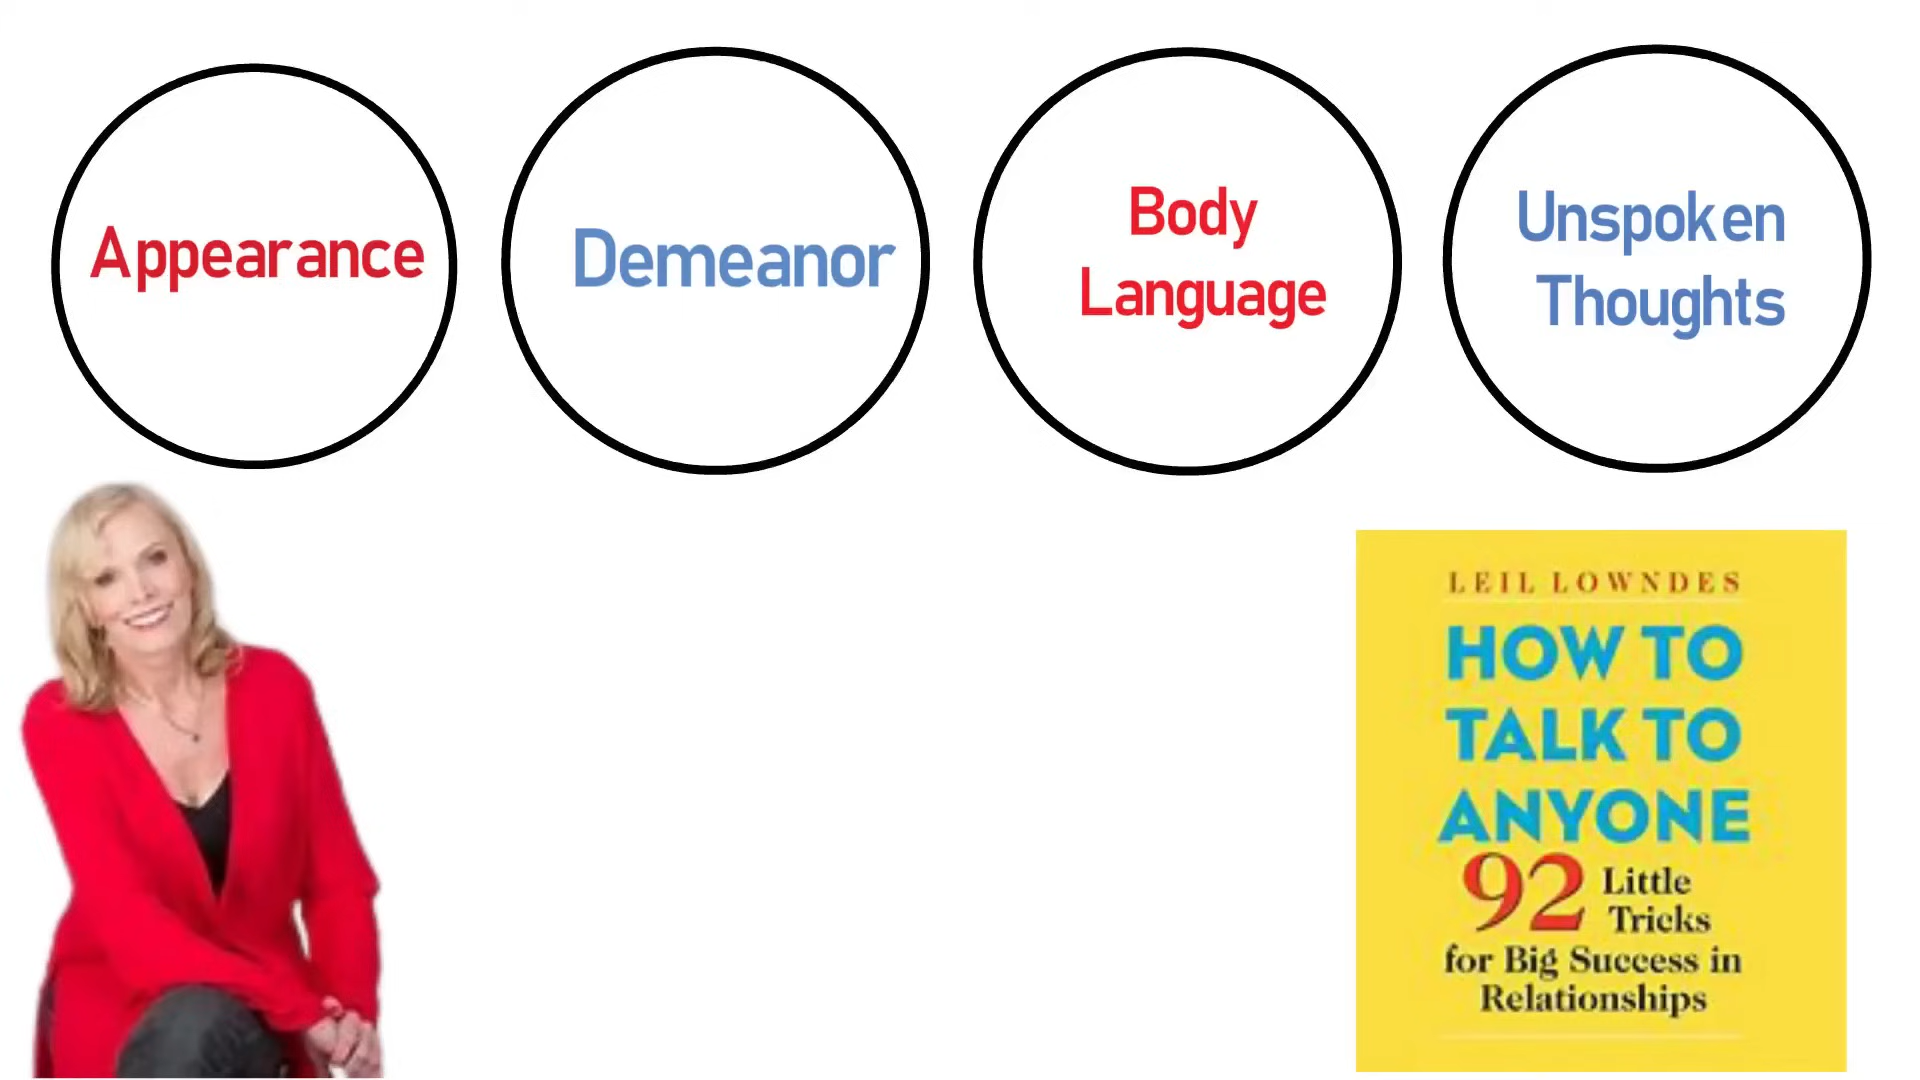 Appearance
Demeanor
Body
Language
Unspoken
Thoughts
LEIL LOWNDES
HOW TO
TALK TO
ANYONE
92 Little
Tricks
for Big Success in
Relationships